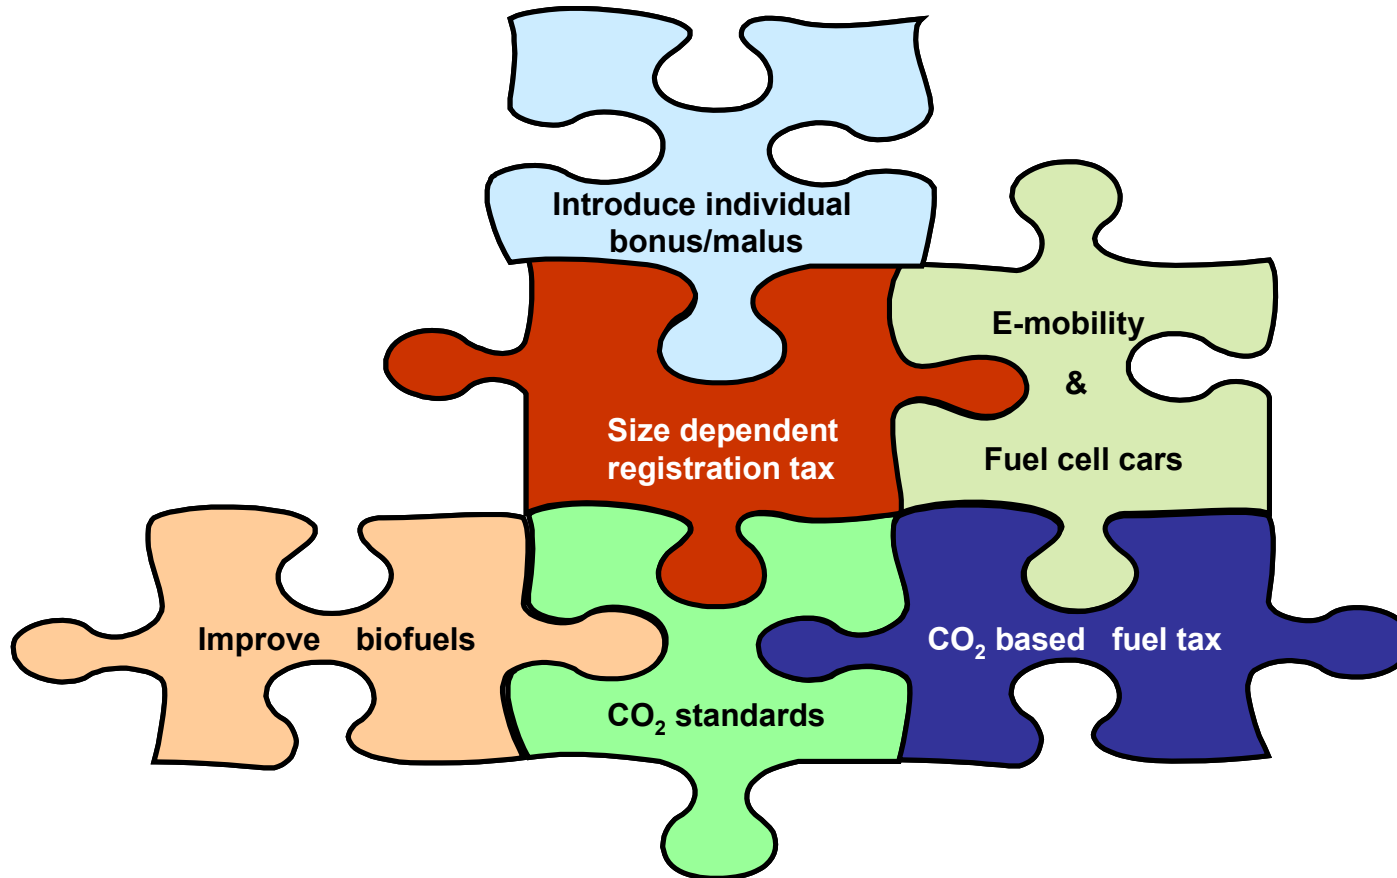 Introduce individual
bonus/malus
E-mobility
&
Fuel cell cars
Size dependent
registration tax
Improve biofuels
CO₂ based fuel tax
CO₂ standards